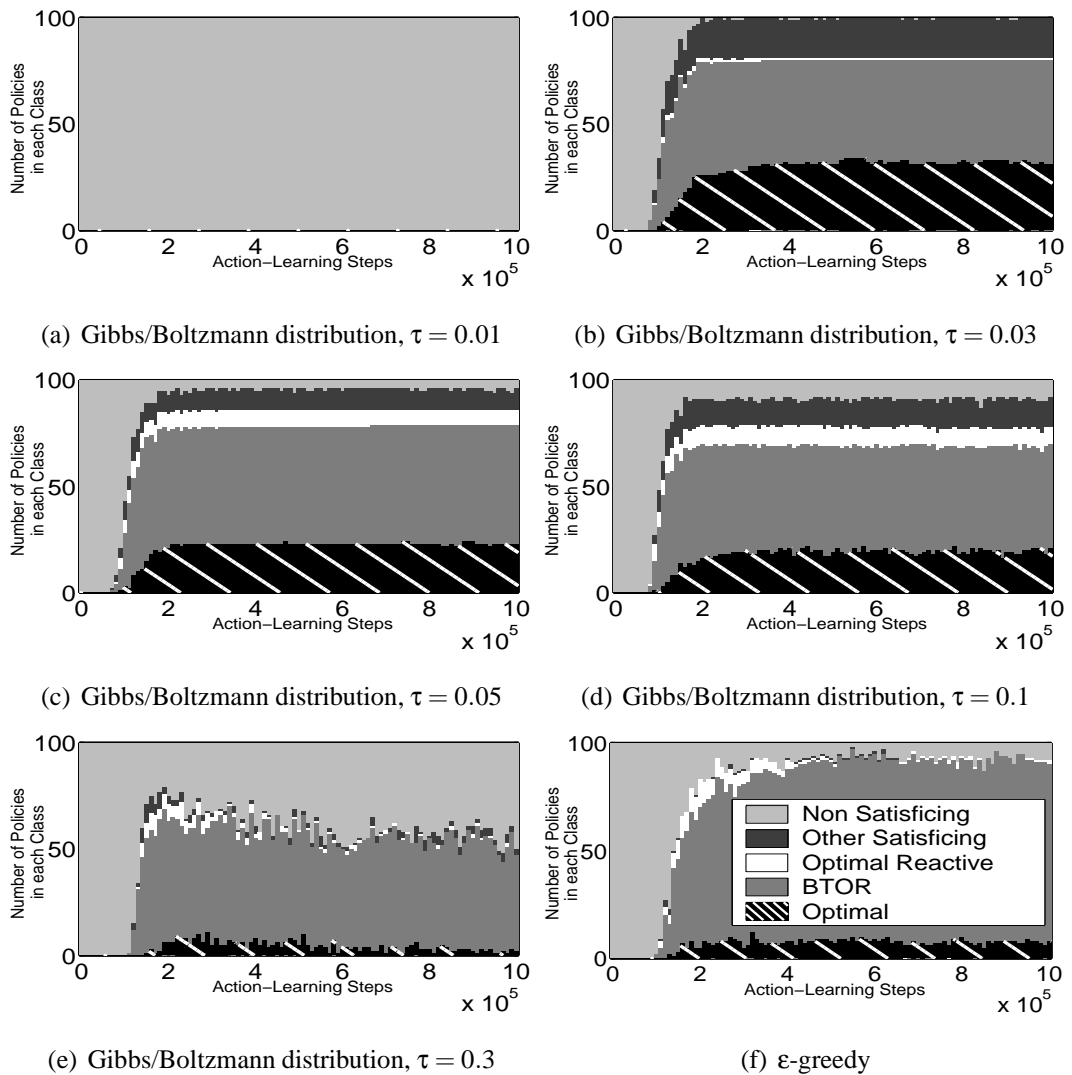 100
50
0
Number of Policies
in each Class
0 2 4 6 8 10
Action−Learning Steps
x 10^5
(a) Gibbs/Boltzmann distribution, τ = 0.01
100
50
0
Number of Policies
in each Class
0 2 4 6 8 10
Action−Learning Steps
x 10^5
(b) Gibbs/Boltzmann distribution, τ = 0.03
100
50
0
Number of Policies
in each Class
0 2 4 6 8 10
Action−Learning Steps
x 10^5
(c) Gibbs/Boltzmann distribution, τ = 0.05
100
50
0
Number of Policies
in each Class
0 2 4 6 8 10
Action−Learning Steps
x 10^5
(d) Gibbs/Boltzmann distribution, τ = 0.1
100
50
0
Number of Policies
in each Class
0 2 4 6 8 10
Action−Learning Steps
x 10^5
(e) Gibbs/Boltzmann distribution, τ = 0.3
100
50
0
Number of Policies
in each Class
Non Satisficing
Other Satisficing
Optimal Reactive
BTOR
Optimal
0 2 4 6 8 10
Action−Learning Steps
x 10^5
(f) ε-greedy